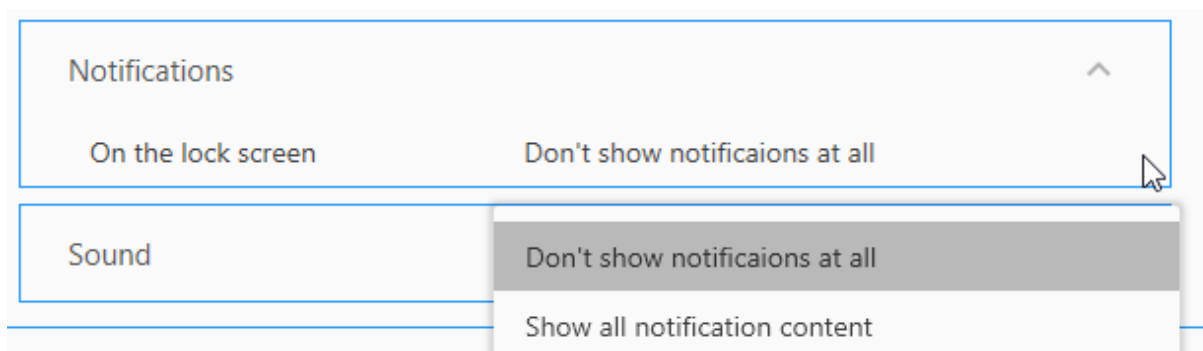 Notifications
On the lock screen Don't show notificaions at all
Sound
Don't show notificaions at all
Show all notification content